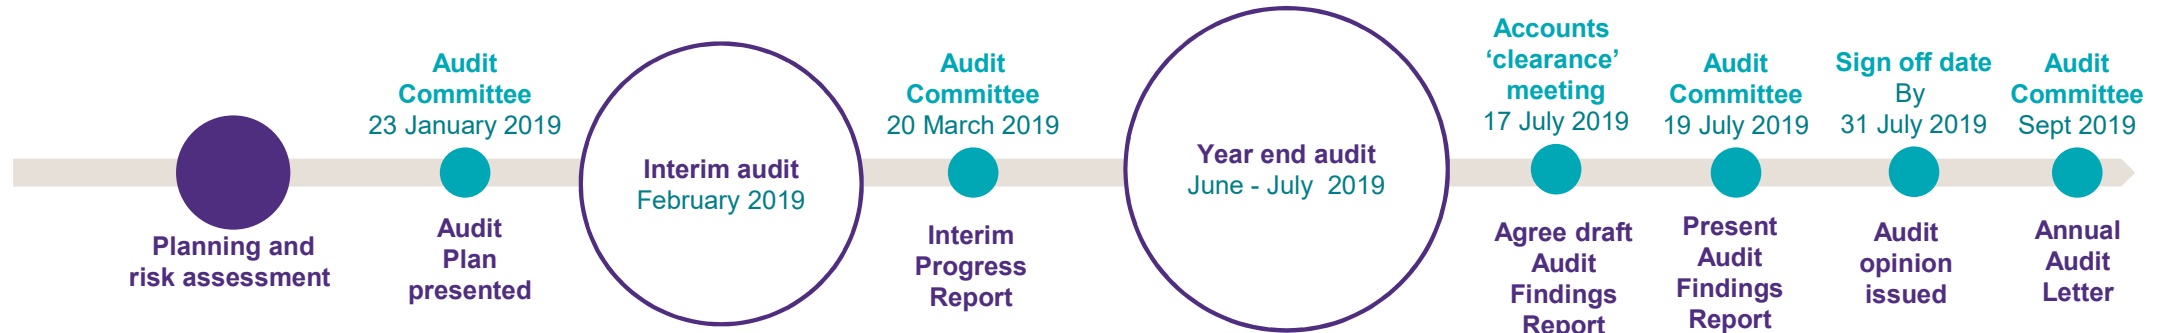 Planning and
risk assessment
Audit
Committee
23 January 2019
Audit
Plan
presented
Interim audit
February 2019
Audit
Committee
20 March 2019
Interim
Progress
Report
Year end audit
June - July 2019
Accounts
‘clearance’
meeting
17 July 2019
Agree draft
Audit
Findings
Report
Audit
Committee
19 July 2019
Present
Audit
Findings
Report
Sign off date
By
31 July 2019
Audit
opinion
issued
Audit
Committee
Sept 2019
Annual
Audit
Letter